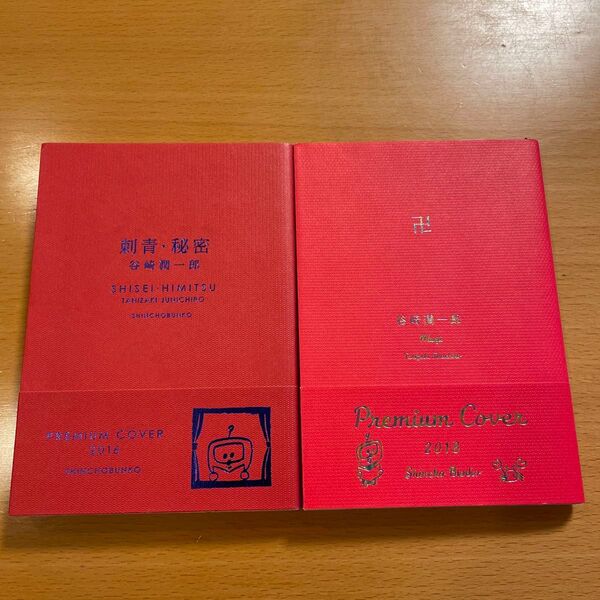 刺青・秘密
谷崎潤一郎
SHISEI・HIMITSU
TANIZAKI JUNICHIRO
SHINCHOBUNKO
PREMIUM COVER
2016
SHINCHOBUNKO
卍
谷崎潤一郎
Manji
Premium Cover
2018
Shincho Bunko